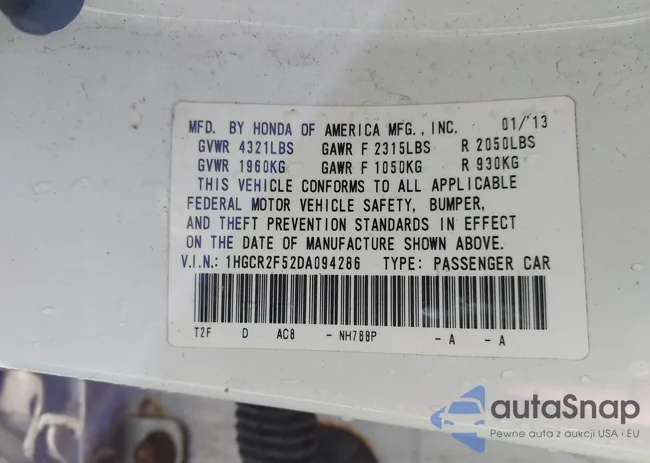 MFD. BY HONDA OF AMERICA MFG., INC. 01/'13
GVWR 4321LBS GAWR F 2315LBS R 2050LBS
GVWR 1960KG GAWR F 1050KG R 930KG
THIS VEHICLE CONFORMS TO ALL APPLICABLE
FEDERAL MOTOR VEHICLE SAFETY, BUMPER,
AND THEFT PREVENTION STANDARDS IN EFFECT
ON THE DATE OF MANUFACTURE SHOWN ABOVE.
V.I.N.: 1HGCR2F52DA094286 TYPE: PASSENGER CAR
T2F D AC8 - NH788P - A - A
autaSnap
Pewne auta z aukcji USA i EU